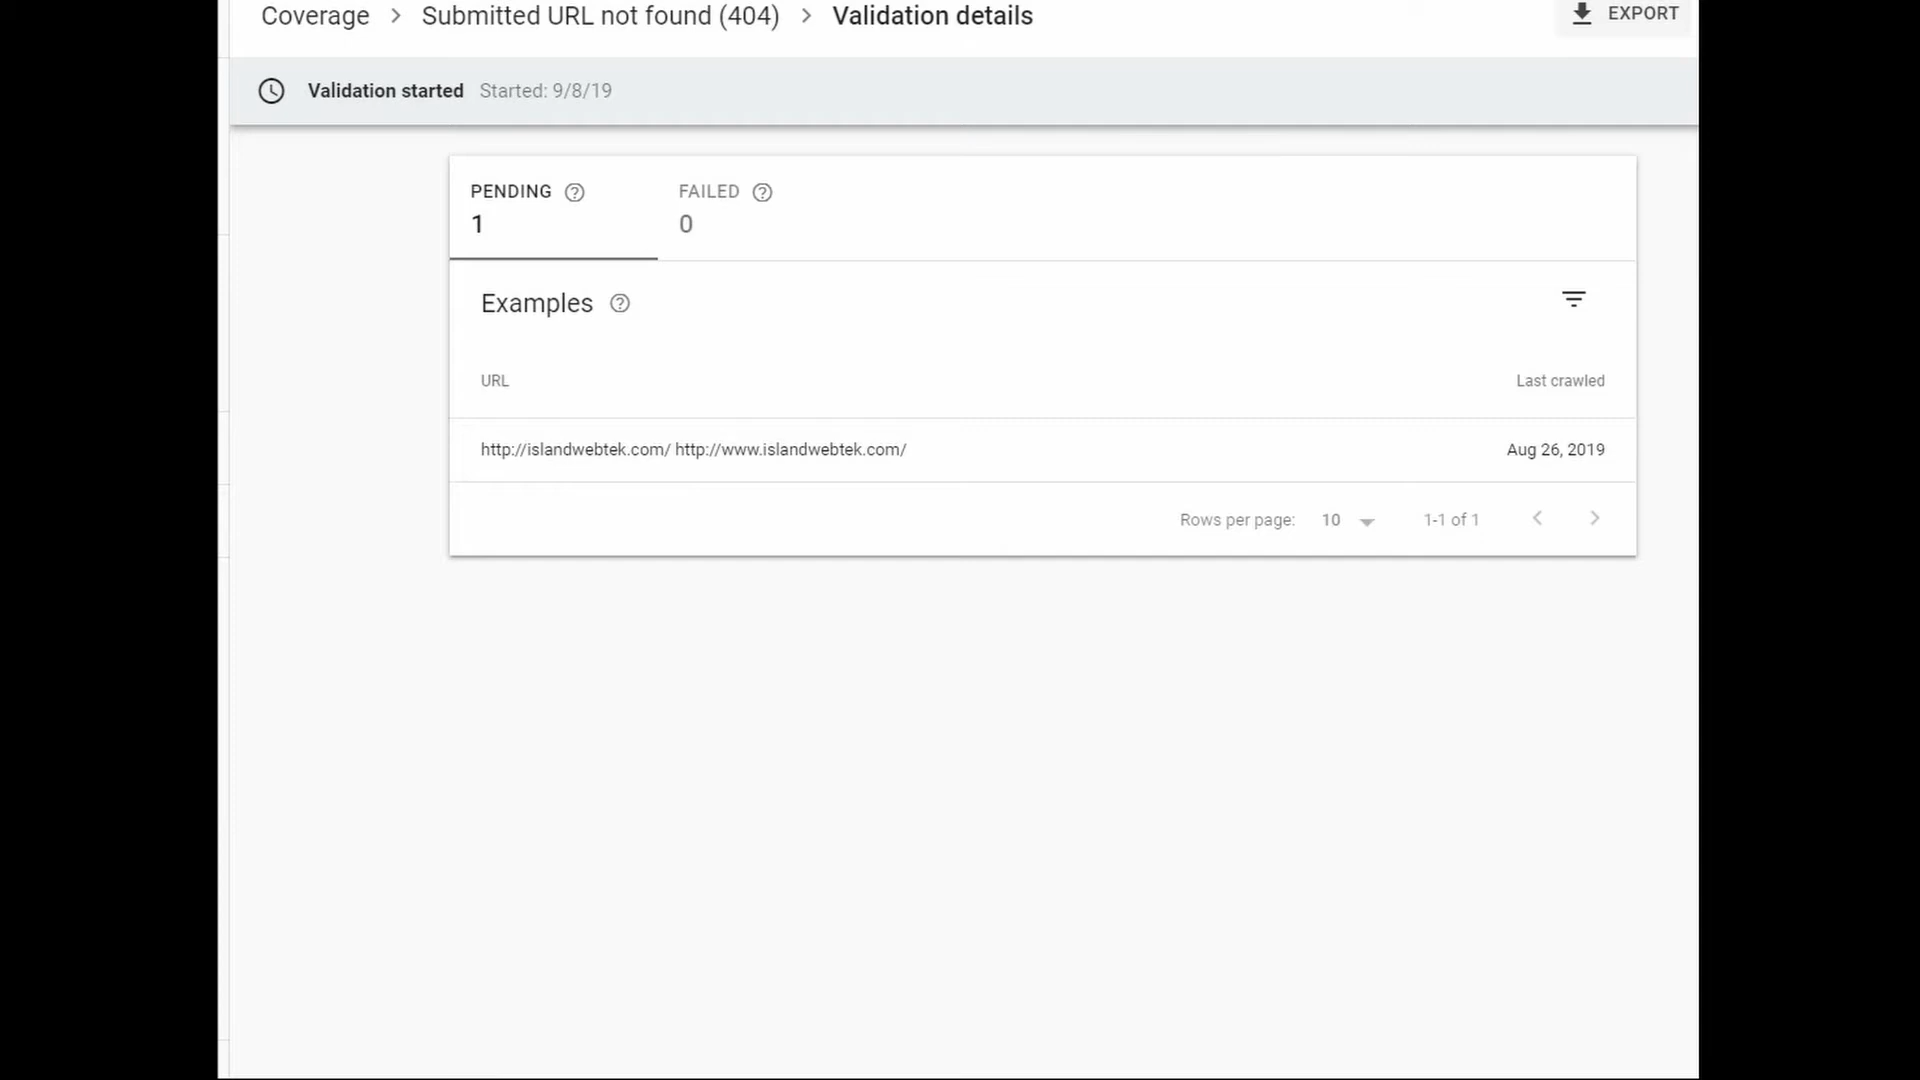 Coverage > Submitted URL not found (404) > Validation details
EXPORT
Validation started Started: 9/8/19
PENDING FAILED
1 0
Examples
URL Last crawled
http://islandwebtek.com/ http://www.islandwebtek.com/ Aug 26, 2019
Rows per page: 10 1-1 of 1